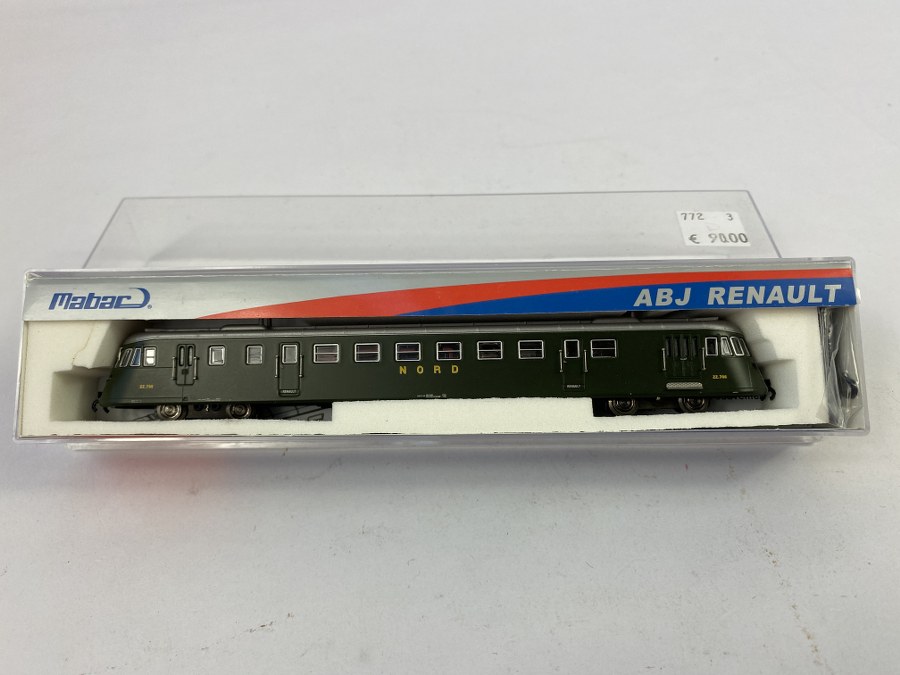 772 3
€ 90.00
Mabar
ABJ RENAULT
NORD